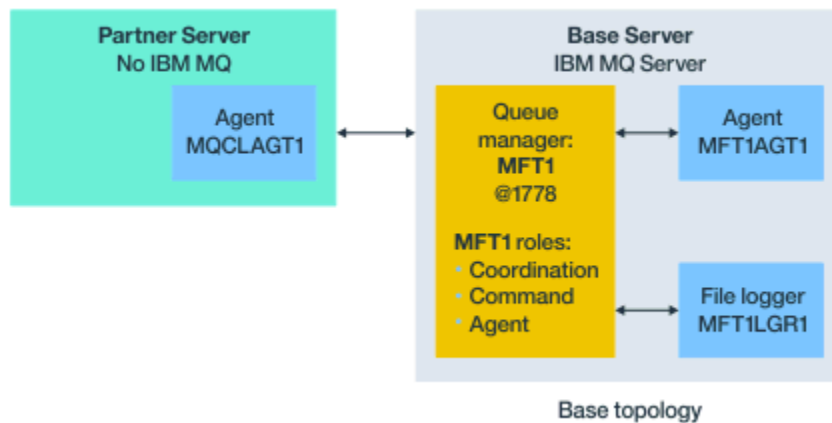 Partner Server
No IBM MQ
Agent
MQCLAGT1
Base Server
IBM MQ Server
Queue
manager:
MFT1
@1778
MFT1 roles:
• Coordination
• Command
• Agent
Agent
MFT1AGT1
File logger
MFT1LGR1
Base topology